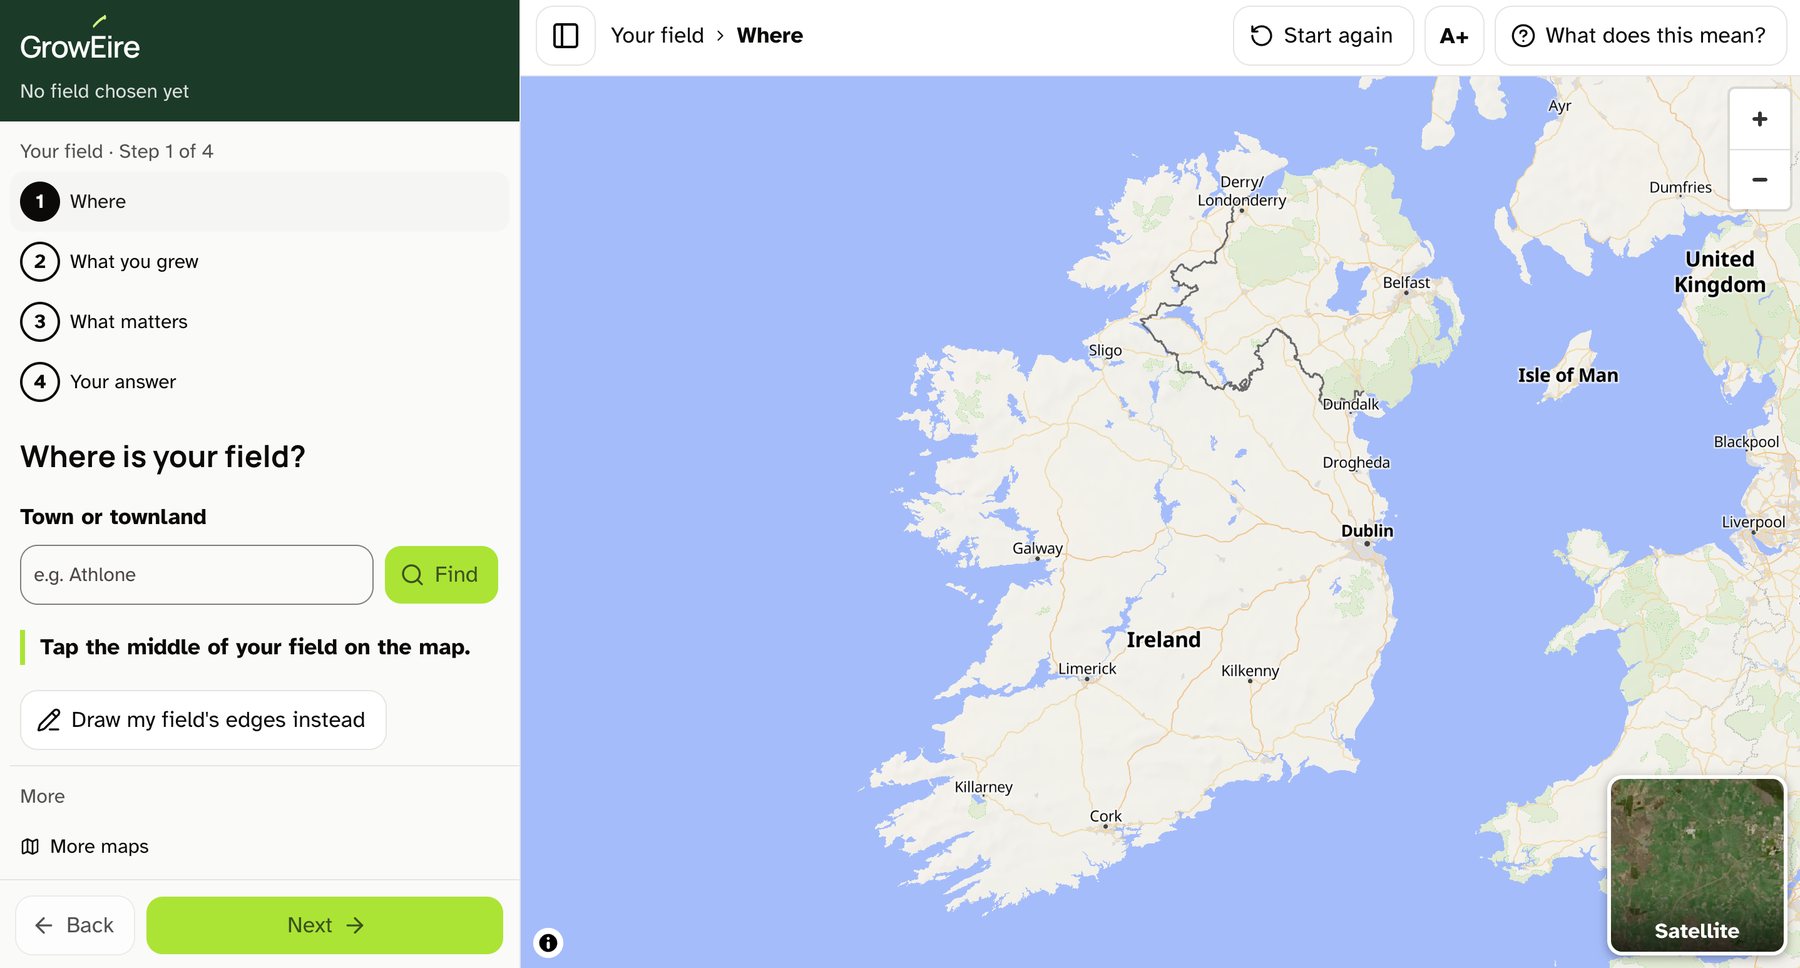 GrowEire
No field chosen yet
Your field · Step 1 of 4
1 Where
2 What you grew
3 What matters
4 Your answer
Where is your field?
Town or townland
e.g. Athlone
Find
Tap the middle of your field on the map.
Draw my field's edges instead
More
More maps
Back
Next
Your field › Where
Start again
A+
What does this mean?
Ayr
+
−
Derry/
Londonderry
Dumfries
United
Kingdom
Belfast
Sligo
Isle of Man
Dundalk
Blackpool
Drogheda
Liverpool
Dublin
Galway
Ireland
Limerick
Kilkenny
Killarney
Cork
Satellite